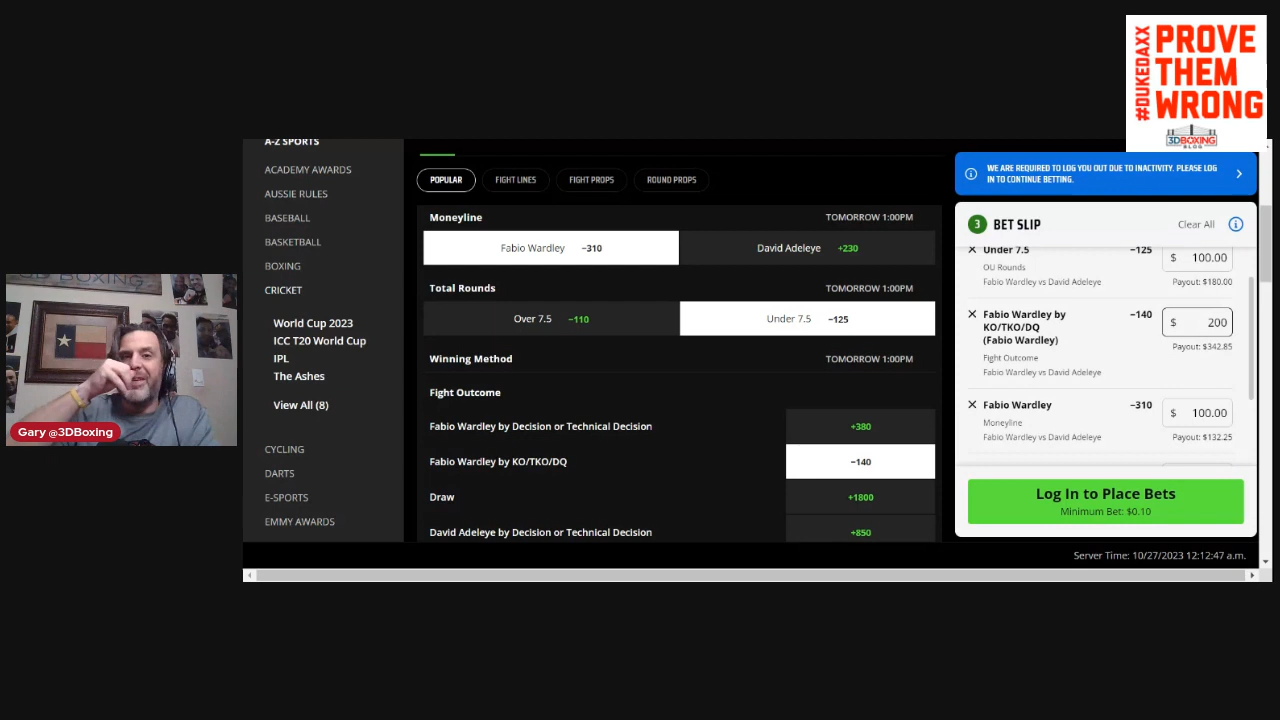 #DUKEDAXX
PROVE
THEM
WRONG
3DBOXING
BLOG
A-Z SPORTS
ACADEMY AWARDS
AUSSIE RULES
BASEBALL
BASKETBALL
BOXING
CRICKET
World Cup 2023
ICC T20 World Cup
IPL
The Ashes
View All (8)
CYCLING
DARTS
E-SPORTS
EMMY AWARDS
POPULAR FIGHT LINES FIGHT PROPS ROUND PROPS
Moneyline TOMORROW 1:00PM
Fabio Wardley −310 David Adeleye +230
Total Rounds TOMORROW 1:00PM
Over 7.5 −110 Under 7.5 −125
Winning Method TOMORROW 1:00PM
Fight Outcome
Fabio Wardley by Decision or Technical Decision +380
Fabio Wardley by KO/TKO/DQ −140
Draw +1800
David Adeleye by Decision or Technical Decision +850
WE ARE REQUIRED TO LOG YOU OUT DUE TO INACTIVITY. PLEASE LOG
IN TO CONTINUE BETTING.
3 BET SLIP Clear All
Under 7.5 −125 $ 100.00
OU Rounds
Fabio Wardley vs David Adeleye Payout: $180.00
Fabio Wardley by −140 $ 200
KO/TKO/DQ
(Fabio Wardley) Payout: $342.85
Fight Outcome
Fabio Wardley vs David Adeleye
Fabio Wardley −310 $ 100.00
Moneyline
Fabio Wardley vs David Adeleye Payout: $132.25
Log In to Place Bets
Minimum Bet: $0.10
Server Time: 10/27/2023 12:12:47 a.m.
3D BOXING
Gary @3DBoxing